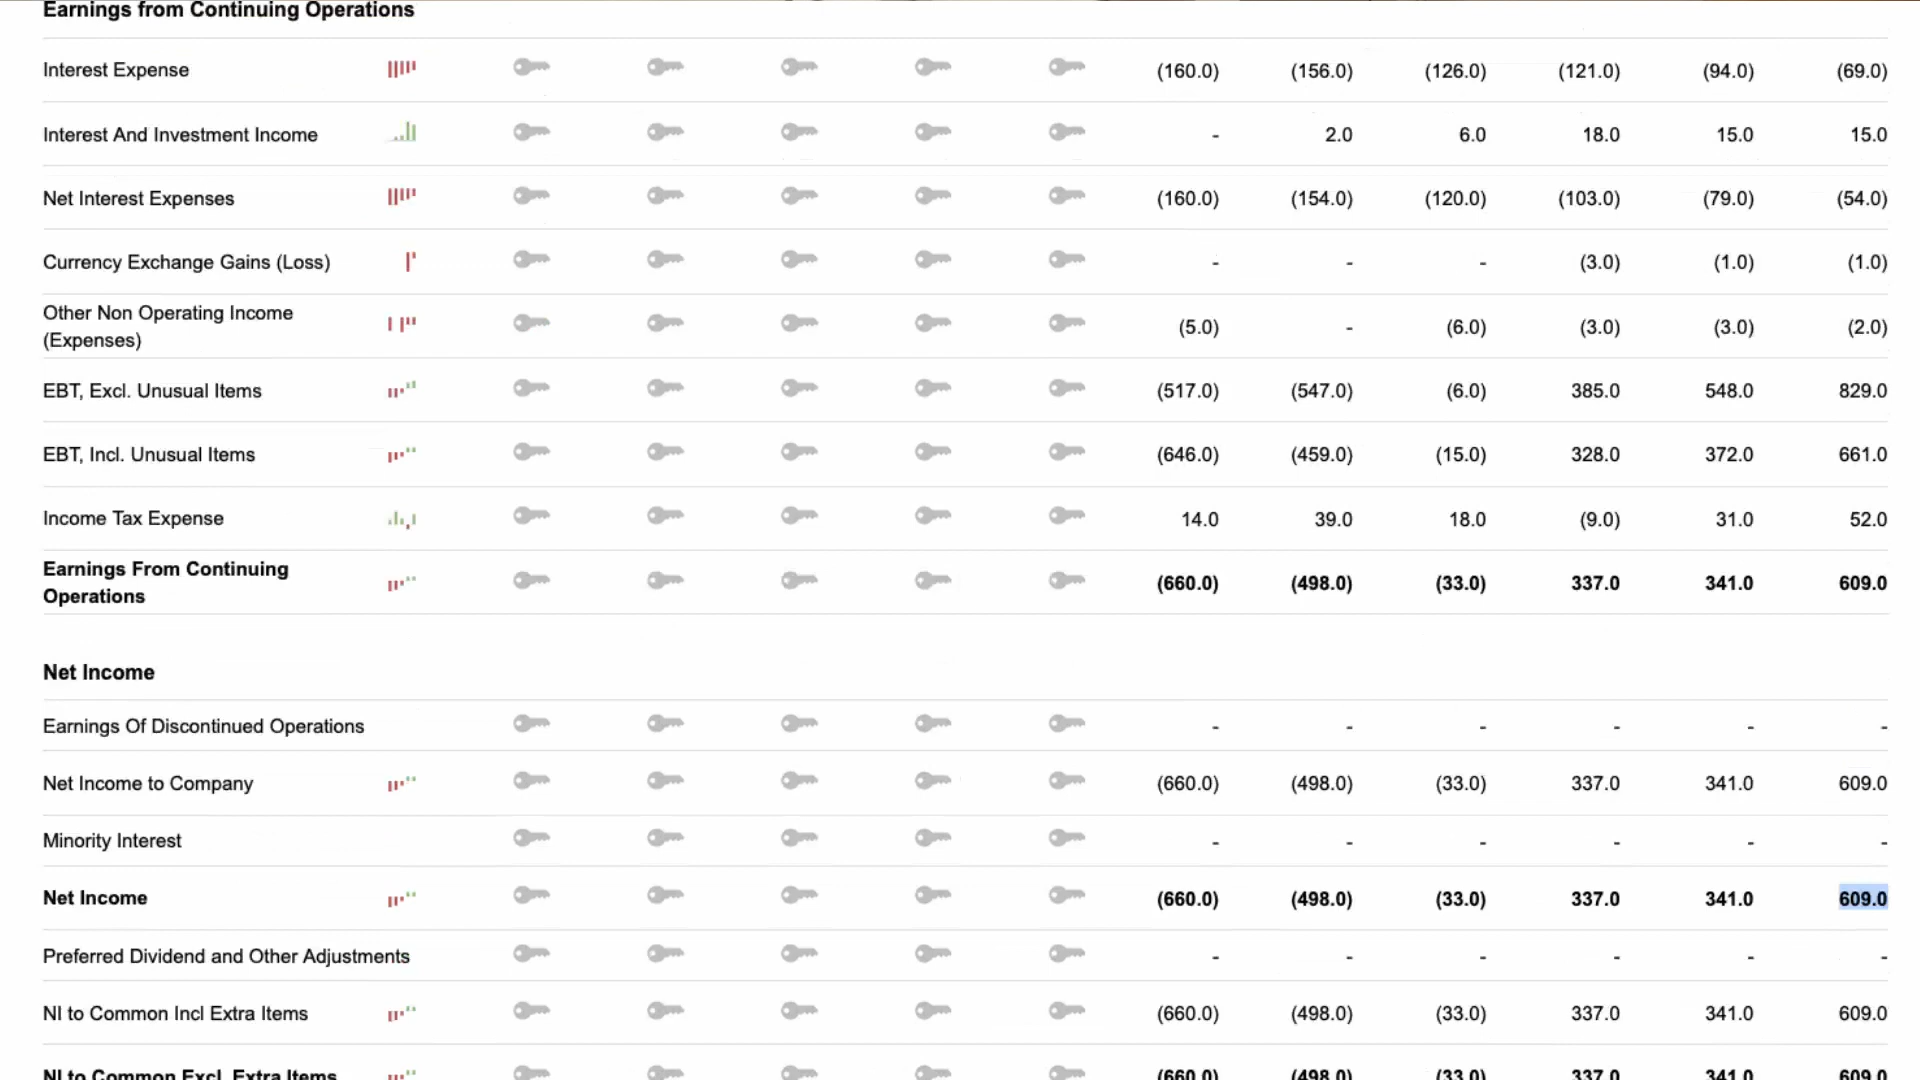 Earnings from Continuing Operations
Interest Expense (160.0) (156.0) (126.0) (121.0) (94.0) (69.0)
Interest And Investment Income - 2.0 6.0 18.0 15.0 15.0
Net Interest Expenses (160.0) (154.0) (120.0) (103.0) (79.0) (54.0)
Currency Exchange Gains (Loss) - - - (3.0) (1.0) (1.0)
Other Non Operating Income
(Expenses) (5.0) - (6.0) (3.0) (3.0) (2.0)
EBT, Excl. Unusual Items (517.0) (547.0) (6.0) 385.0 548.0 829.0
EBT, Incl. Unusual Items (646.0) (459.0) (15.0) 328.0 372.0 661.0
Income Tax Expense 14.0 39.0 18.0 (9.0) 31.0 52.0
Earnings From Continuing
Operations (660.0) (498.0) (33.0) 337.0 341.0 609.0
Net Income
Earnings Of Discontinued Operations - - - - - -
Net Income to Company (660.0) (498.0) (33.0) 337.0 341.0 609.0
Minority Interest - - - - - -
Net Income (660.0) (498.0) (33.0) 337.0 341.0 609.0
Preferred Dividend and Other Adjustments - - - - - -
NI to Common Incl Extra Items (660.0) (498.0) (33.0) 337.0 341.0 609.0
NI to Common Excl. Extra Items (660.0) (498.0) (33.0) 337.0 341.0 609.0